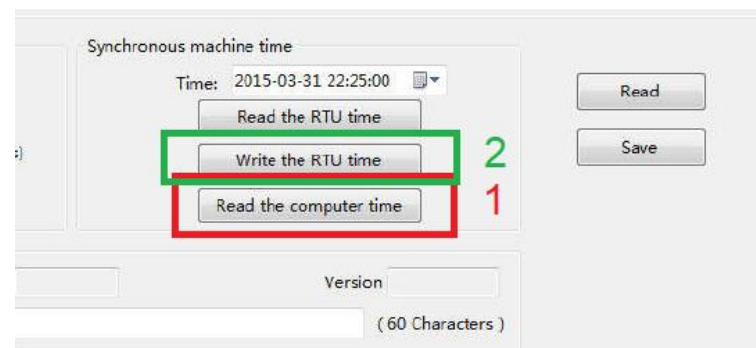 Synchronous machine time
Time: 2015-03-31 22:25:00
Read
Read the RTU time
Write the RTU time
2
Save
Read the computer time
1
Version
( 60 Characters )